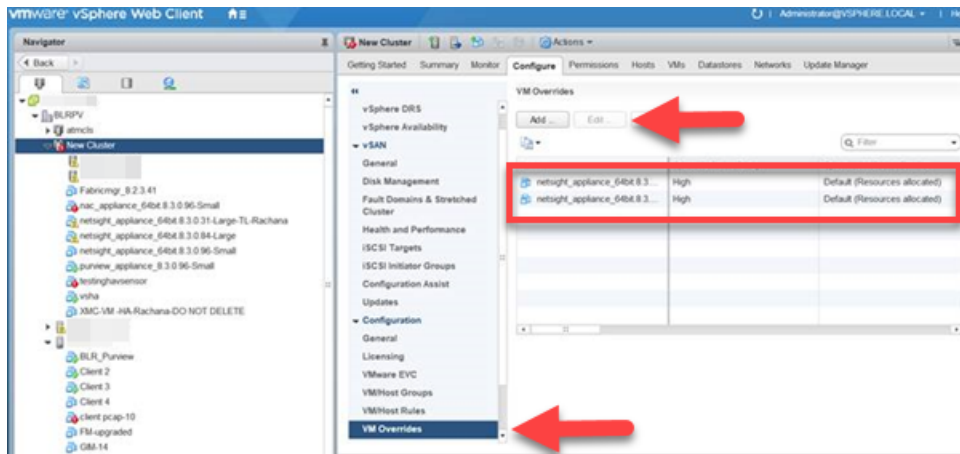 vmware vSphere Web Client
Administrator@VSPHERE.LOCAL
Navigator
Back
BLRPV
atmcls
New Cluster
Fabricmgr_8.2.3.41
nac_appliance_64bit.8.3.0.96-Small
netsight_appliance_64bit.8.3.0.31-Large-TL-Rachana
netsight_appliance_64bit.8.3.0.84-Large
netsight_appliance_64bit.8.3.0.96-Small
purview_appliance_8.3.0.96-Small
testinghavsensor
vsha
XMC-VM -HA-Rachana-DO NOT DELETE
BLR_Purview
Client 2
Client 3
Client 4
client pcap-10
FM-upgraded
GIM-14
New Cluster Actions
Getting Started Summary Monitor Configure Permissions Hosts VMs Datastores Networks Update Manager
vSphere DRS
vSphere Availability
vSAN
General
Disk Management
Fault Domains & Stretched
Cluster
Health and Performance
iSCSI Targets
iSCSI Initiator Groups
Configuration Assist
Updates
Configuration
General
Licensing
VMware EVC
VM/Host Groups
VM/Host Rules
VM Overrides
VM Overrides
Add ... Edit ...
Filter
netsight_appliance_64bit.8.3.... High Default (Resources allocated)
netsight_appliance_64bit.8.3.... High Default (Resources allocated)